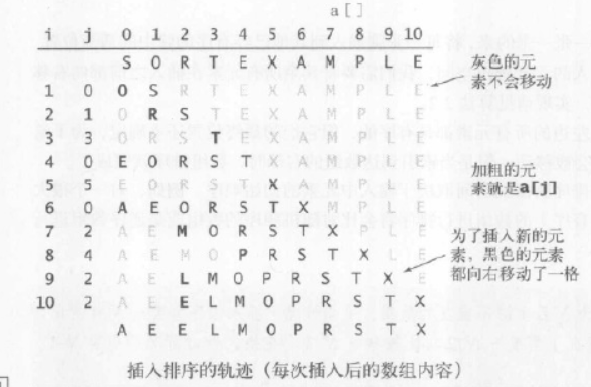 a[]
i j 0 1 2 3 4 5 6 7 8 9 10
S O R T E X A M P L E
1 0 O S R T E X A M P L E
2 1 O R S T E X A M P L E
3 3 O R S T E X A M P L E
4 0 E O R S T X A M P L E
5 5 E O R S T X A M P L E
6 0 A E O R S T X M P L E
7 2 A E M O R S T X P L E
8 4 A E M O P R S T X L E
9 2 A E L M O P R S T X E
10 2 A E E L M O P R S T X
A E E L M O P R S T X
灰色的元
素不会移动
加粗的元
素就是a[j]
为了插入新的元
素,黑色的元素
都向右移动了一格
插入排序的轨迹(每次插入后的数组内容)